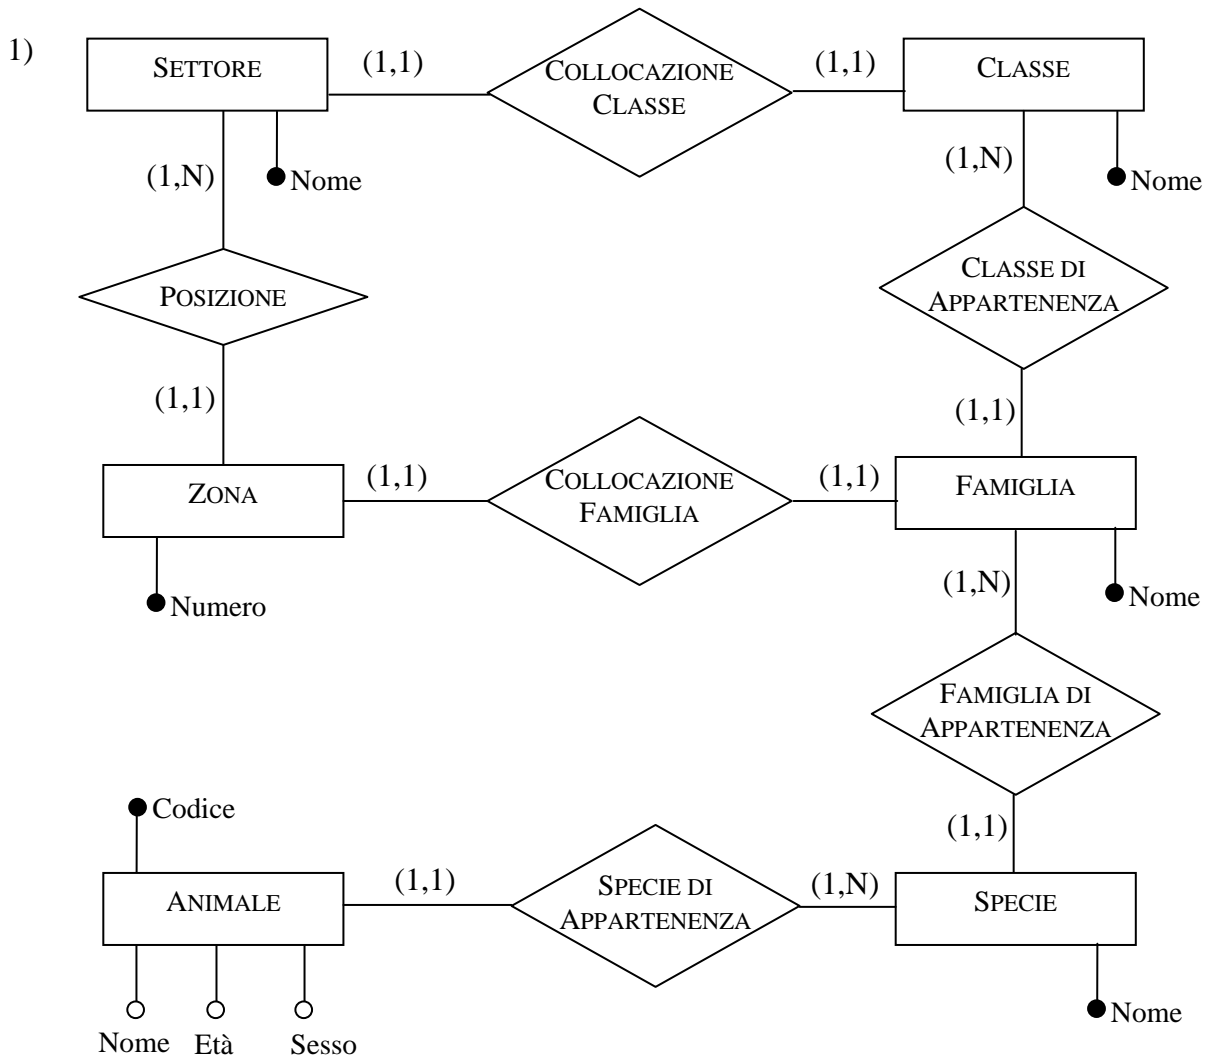 1)
SETTORE
(1,1)
COLLOCAZIONE
CLASSE
(1,1)
CLASSE
(1,N)
Nome
(1,N)
Nome
POSIZIONE
CLASSE DI
APPARTENENZA
(1,1)
(1,1)
ZONA
(1,1)
COLLOCAZIONE
FAMIGLIA
(1,1)
FAMIGLIA
Numero
(1,N)
Nome
FAMIGLIA DI
APPARTENENZA
Codice
(1,1)
ANIMALE
(1,1)
SPECIE DI
APPARTENENZA
(1,N)
SPECIE
Nome
Età
Sesso
Nome